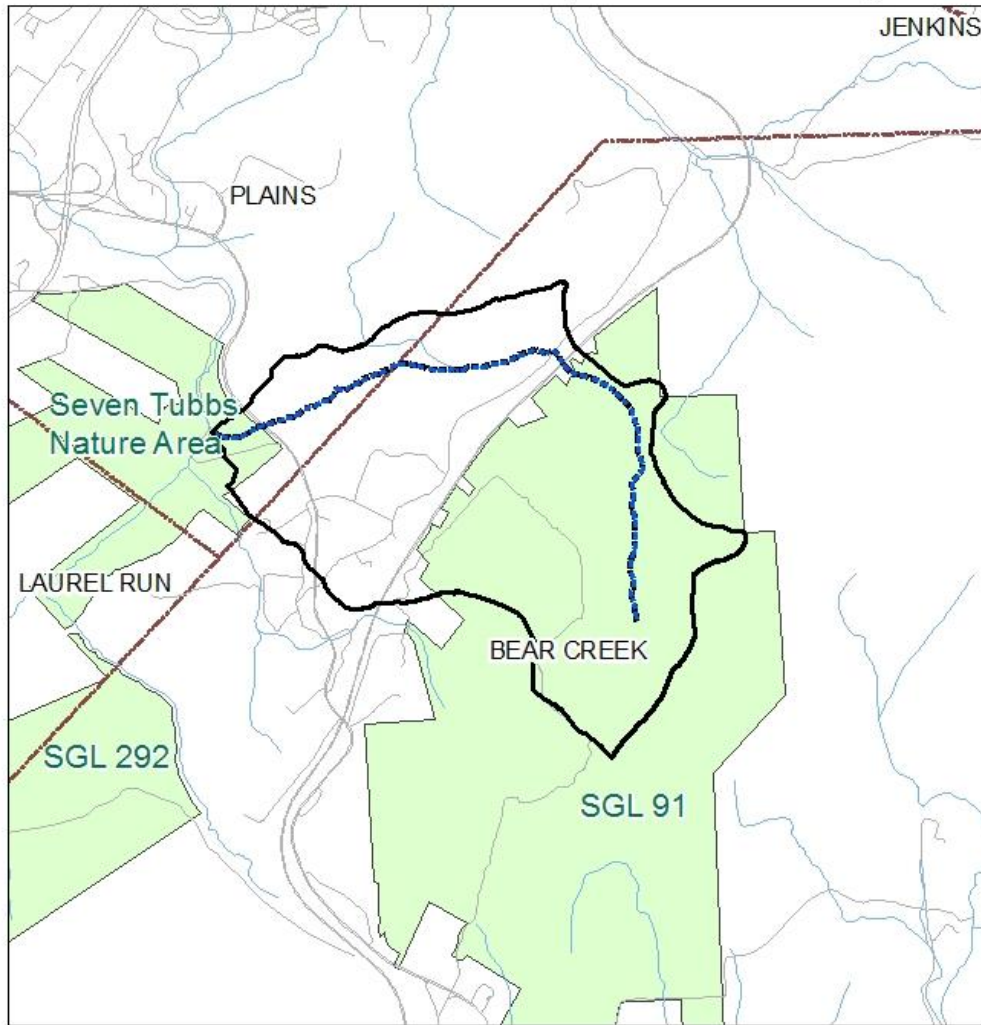 JENKINS
PLAINS
Seven Tubbs
Nature Area
LAUREL RUN
BEAR CREEK
SGL 292
SGL 91